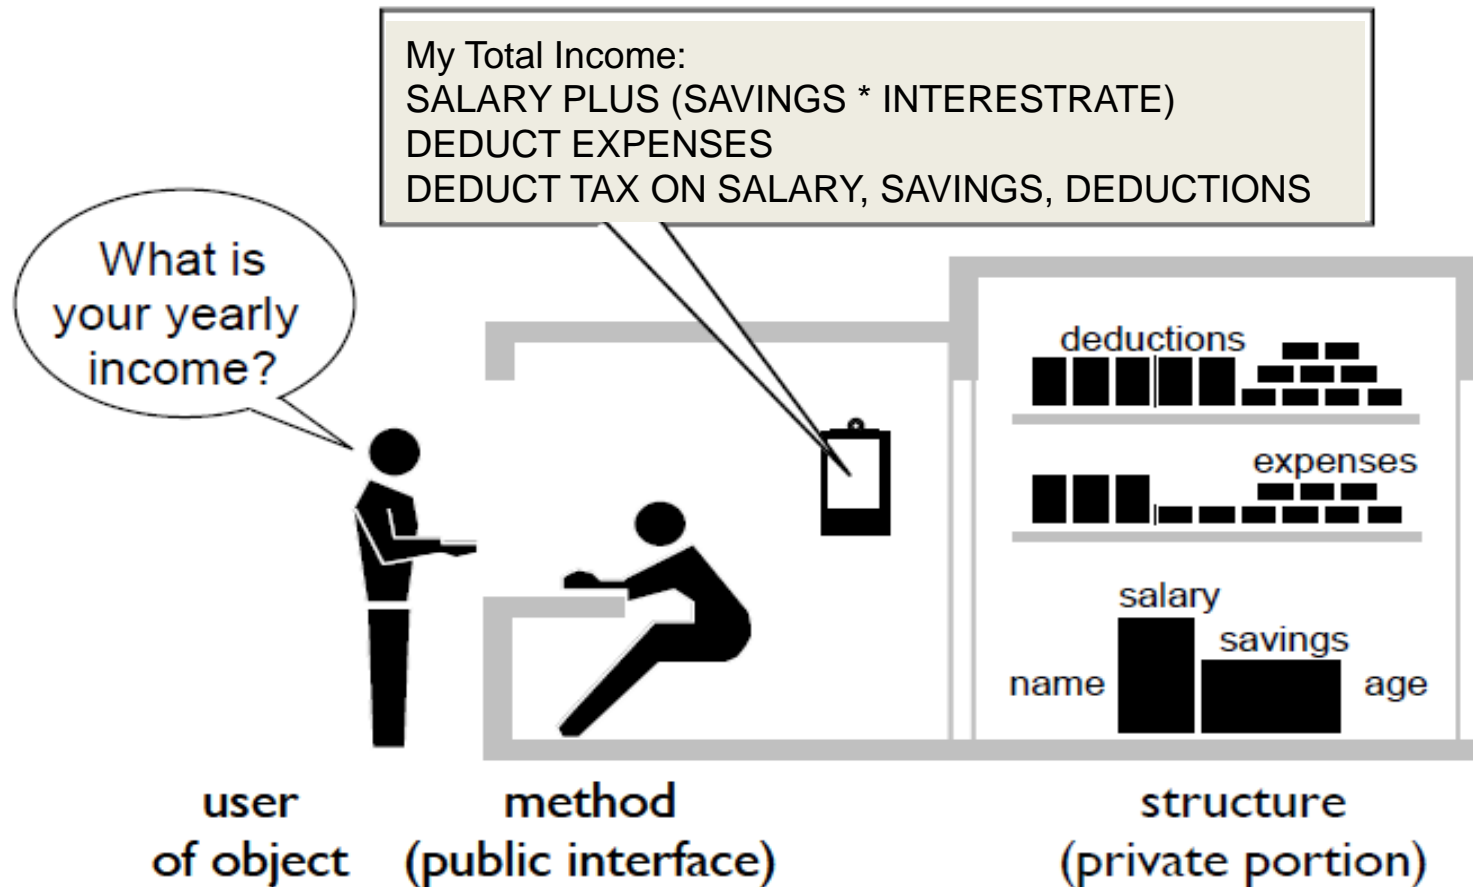 My Total Income:
SALARY PLUS (SAVINGS * INTERESTRATE)
DEDUCT EXPENSES
DEDUCT TAX ON SALARY, SAVINGS, DEDUCTIONS
What is
your yearly
income?
deductions
expenses
salary
savings
name
age
user
of object
method
(public interface)
structure
(private portion)